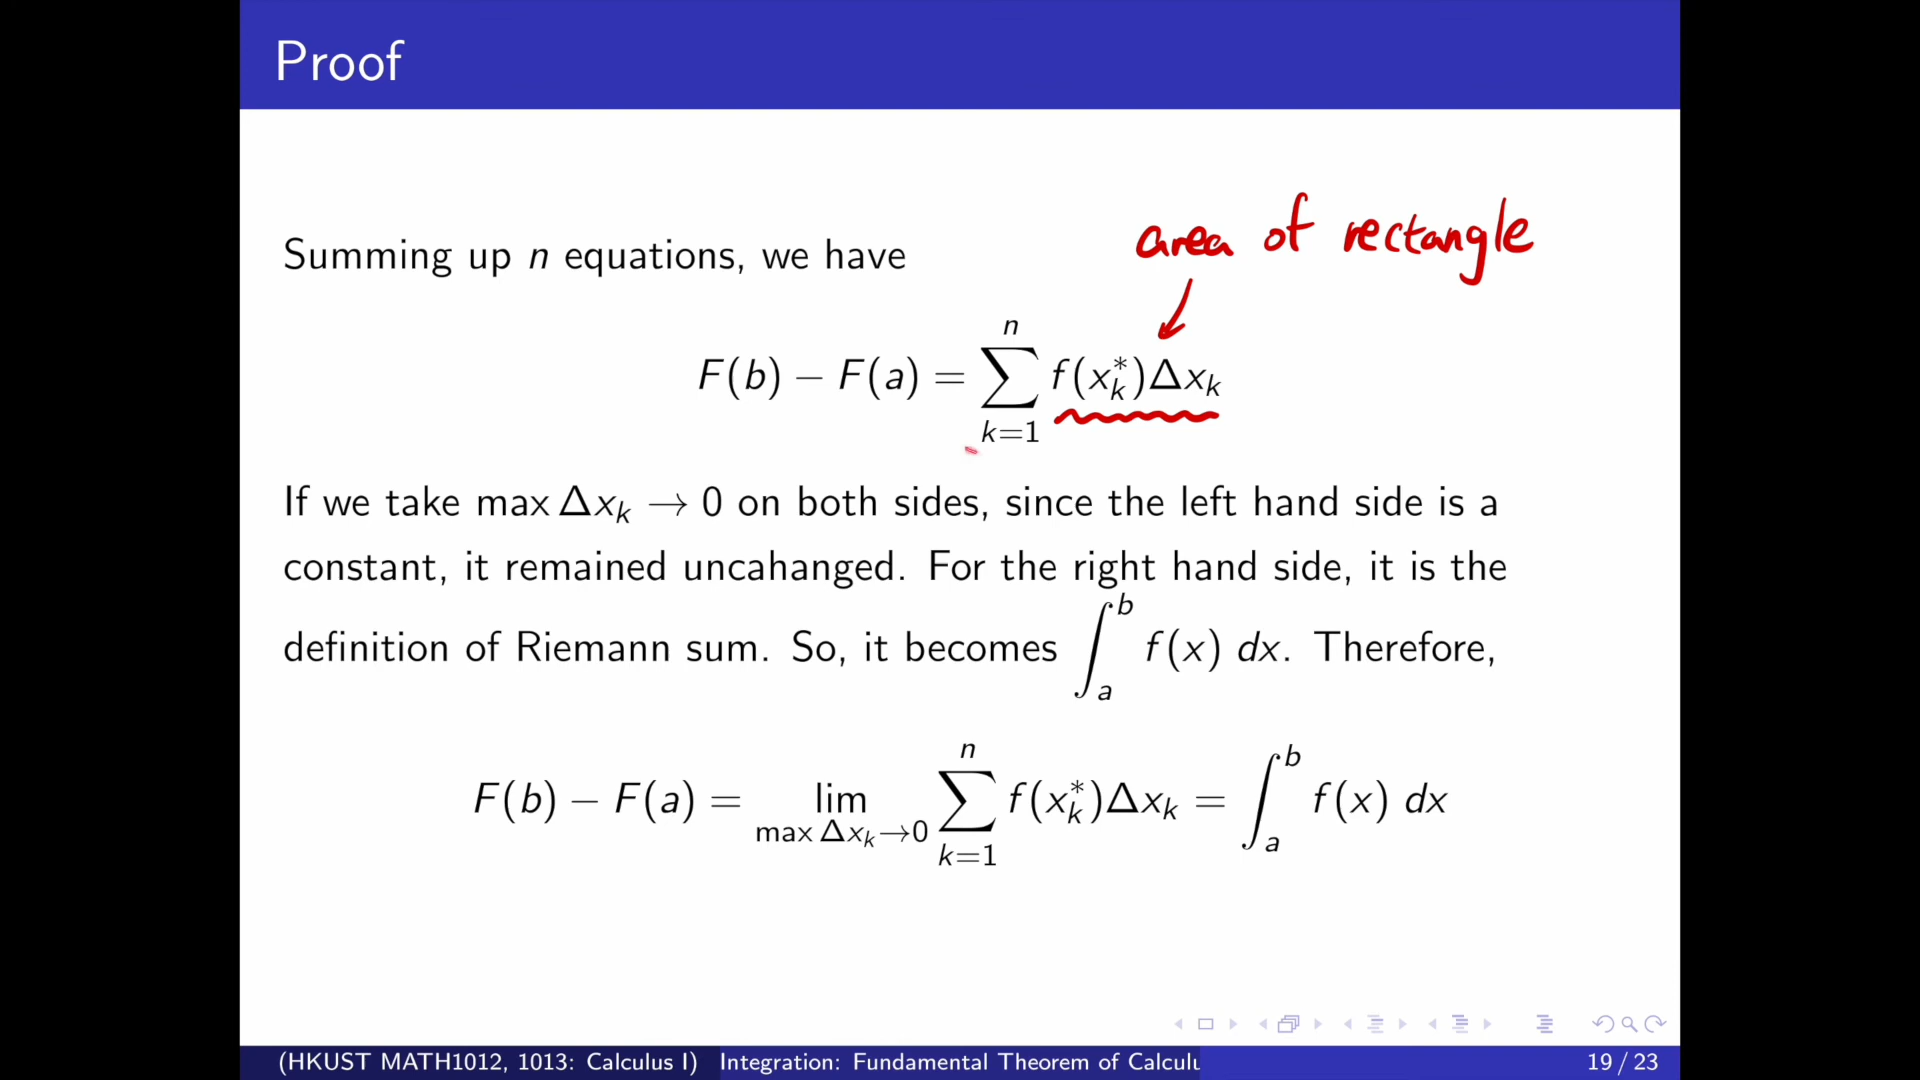 Proof
area of rectangle
Summing up n equations, we have
F(b) − F(a) = ∑_{k=1}^{n} f(x_k^*)Δx_k
If we take max Δx_k → 0 on both sides, since the left hand side is a
constant, it remained uncahanged. For the right hand side, it is the
definition of Riemann sum. So, it becomes ∫_a^b f(x) dx. Therefore,
F(b) − F(a) = lim_{max Δx_k→0} ∑_{k=1}^{n} f(x_k^*)Δx_k = ∫_a^b f(x) dx
(HKUST MATH1012, 1013: Calculus I) Integration: Fundamental Theorem of Calculu 19 / 23